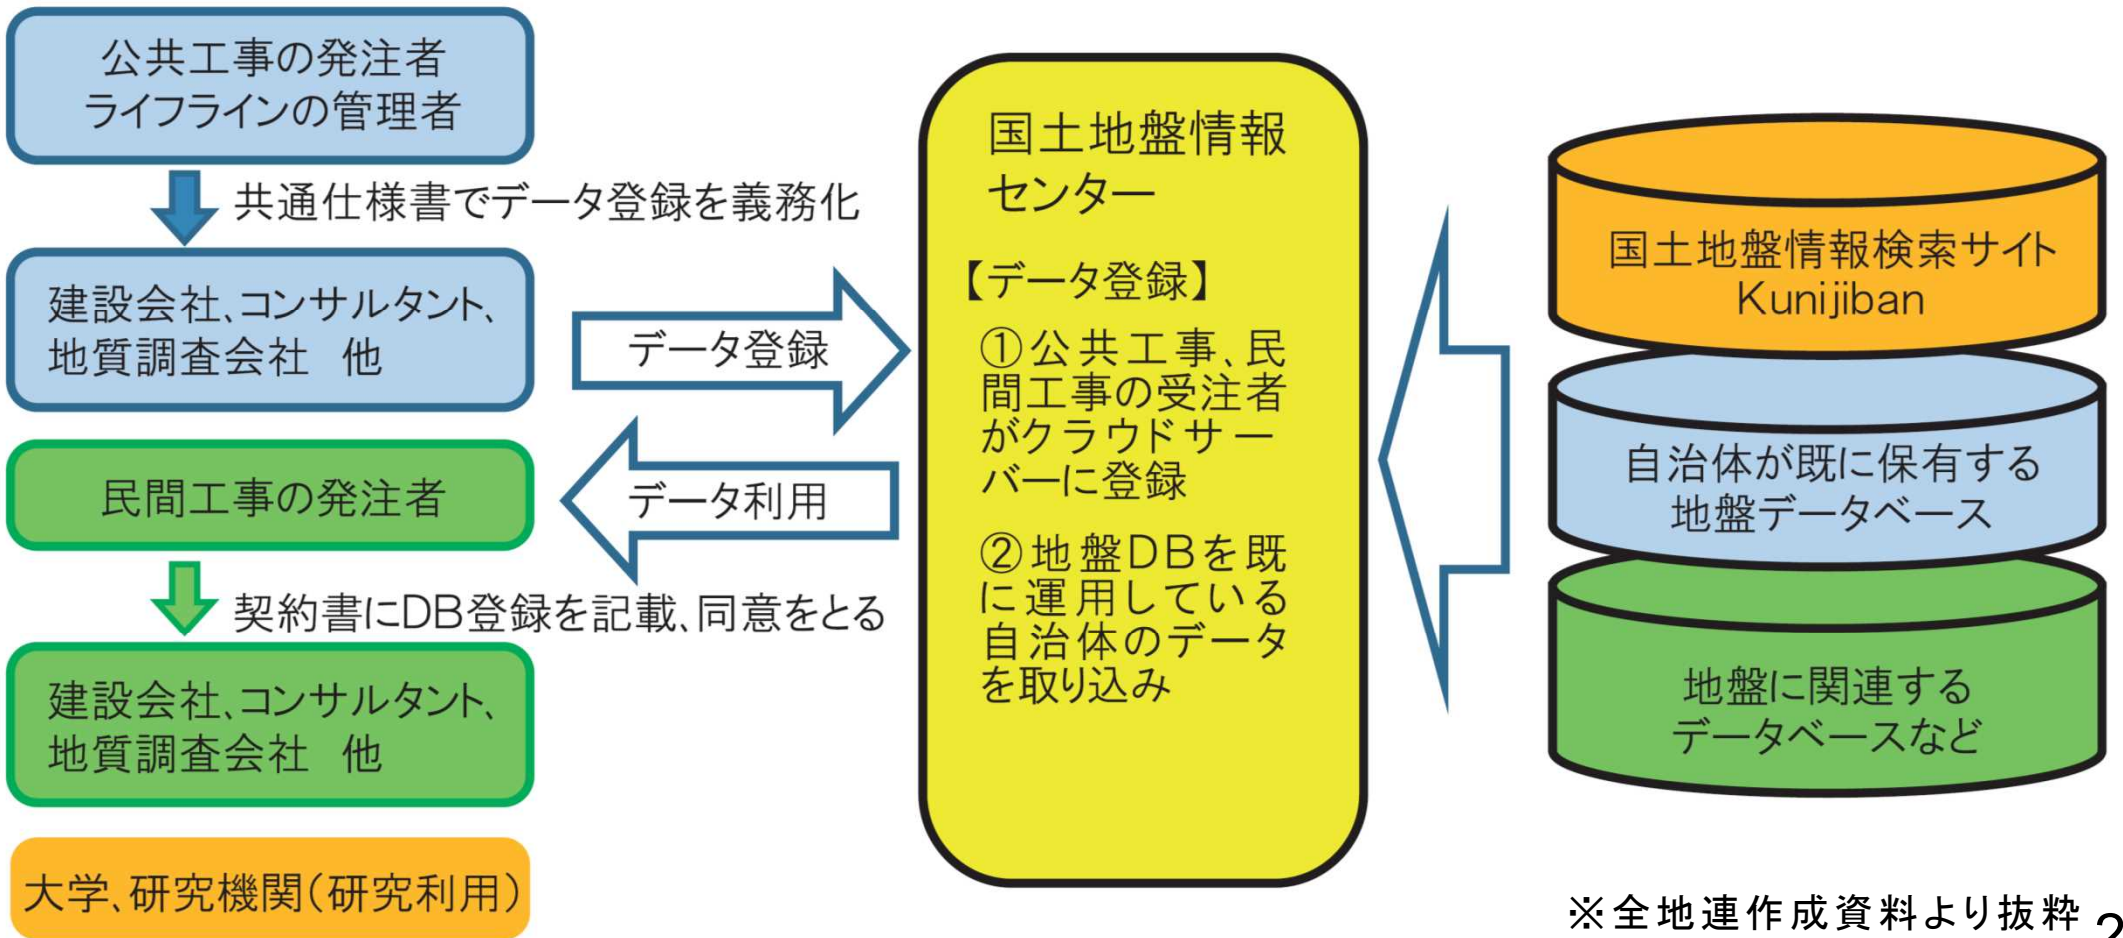 公共工事の発注者
ライフラインの管理者
共通仕様書でデータ登録を義務化
建設会社、コンサルタント、
地質調査会社　他
民間工事の発注者
契約書にDB登録を記載、同意をとる
建設会社、コンサルタント、
地質調査会社　他
大学、研究機関(研究利用)
データ登録
データ利用
国土地盤情報
センター
【データ登録】
①公共工事、民
間工事の受注者
がクラウドサー
バーに登録
②地盤DBを既
に運用している
自治体のデータ
を取り込み
国土地盤情報検索サイト
Kunijiban
自治体が既に保有する
地盤データベース
地盤に関連する
データベースなど
※全地連作成資料より抜粋